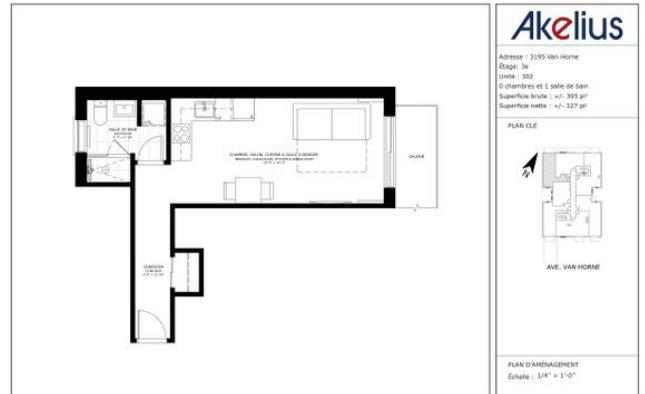 Akelius
Adresse : 3195 Van Horne
Étage: 3e
Unité : 302
0 chambres et 1 salle de bain
Superficie brute : +/- 395 pi²
Superficie nette : +/- 327 pi²
PLAN CLÉ
N
AVE. VAN HORNE
PLAN D'AMÉNAGEMENT
Échelle : 1/4" = 1'-0"
SALLE DE BAIN
BATHROOM
CHAMBRE, SALON, CUISINE & SALLE À MANGER
GALERIE
CORRIDOR